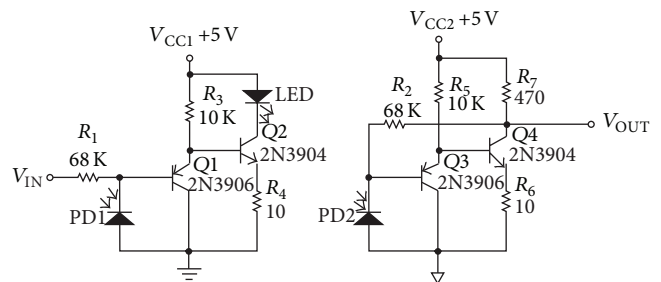 V_CC1 +5 V
V_CC2 +5 V
R_3
10 K
LED
R_2
68 K
R_5
10 K
R_7
470
R_1
68 K
Q2
2N3904
Q4
2N3904
V_OUT
V_IN
Q1
2N3906
R_4
10
Q3
2N3906
R_6
10
PD1
PD2